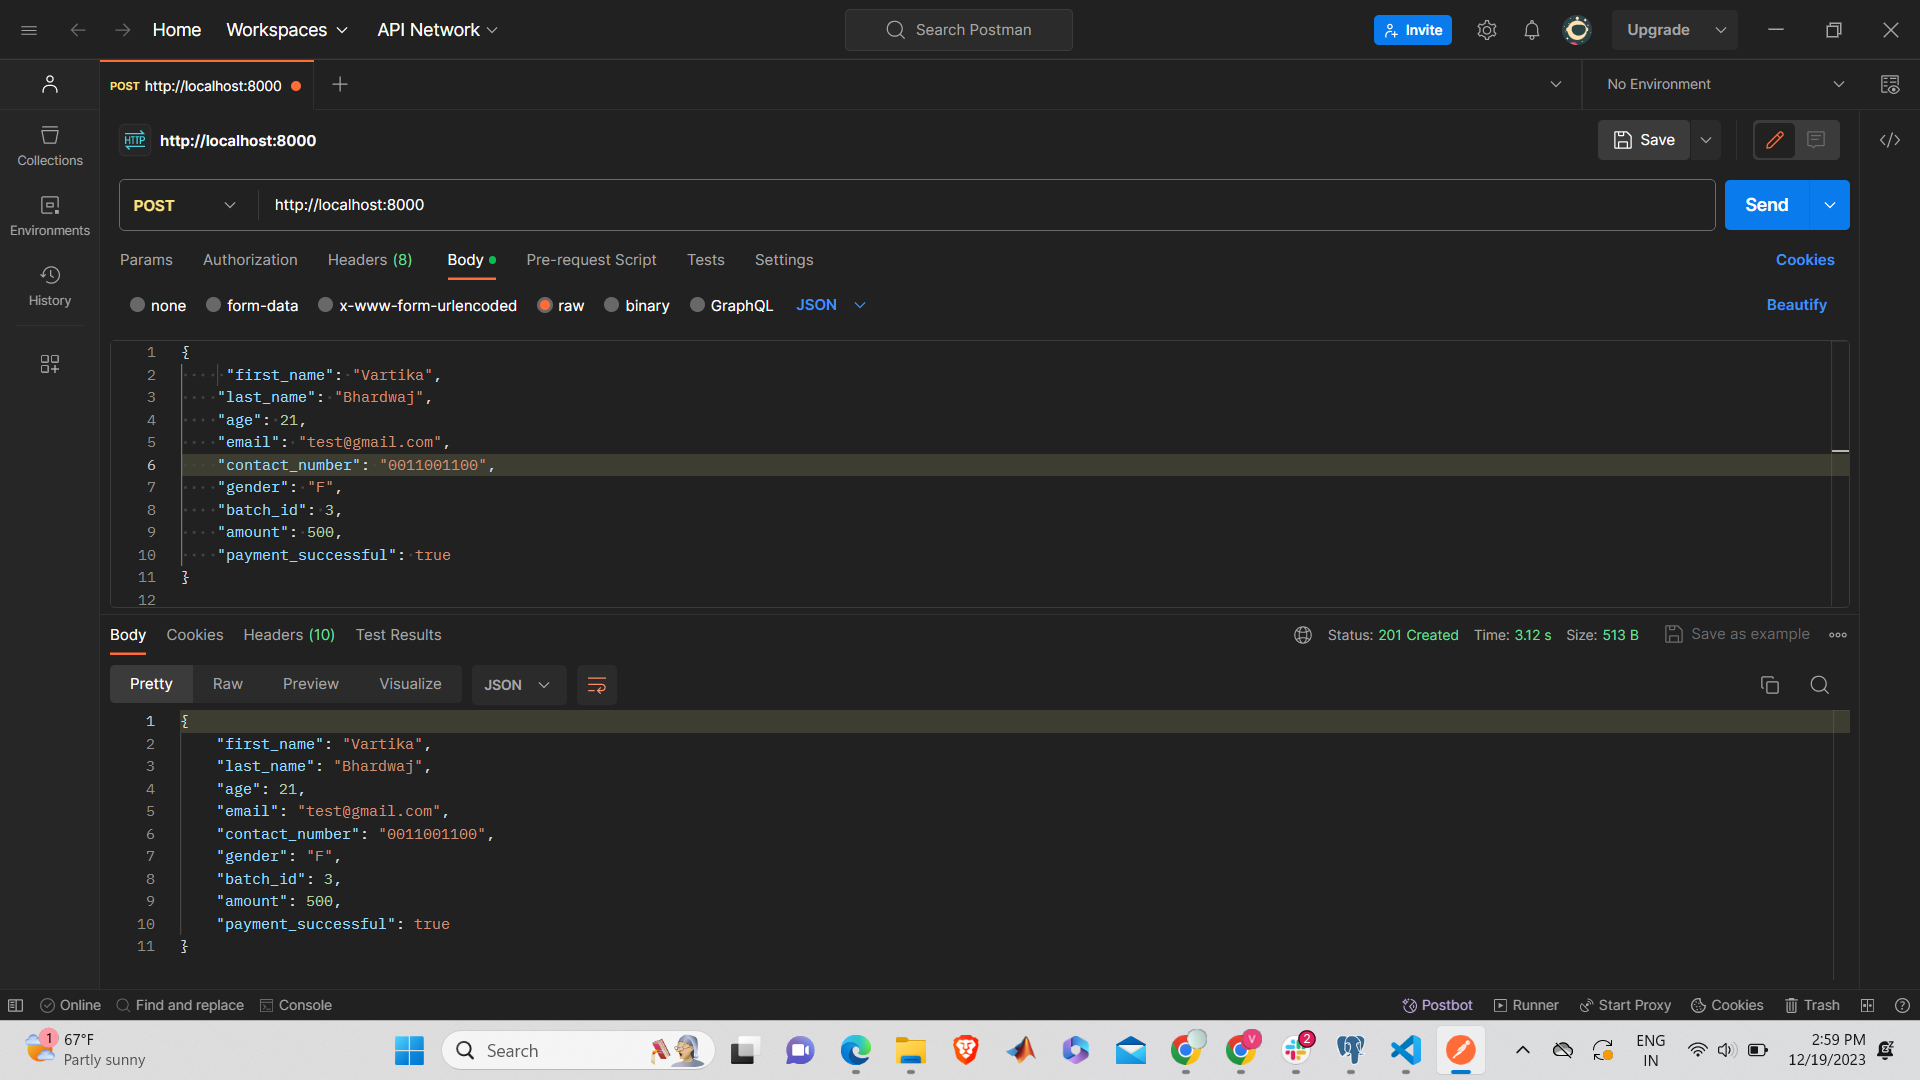 Home Workspaces API Network Search Postman Invite Upgrade
POST http://localhost:8000 No Environment
HTTP http://localhost:8000 Save
POST http://localhost:8000 Send
Params Authorization Headers (8) Body Pre-request Script Tests Settings Cookies
none form-data x-www-form-urlencoded raw binary GraphQL JSON Beautify
Collections
Environments
History
1 {
2 "first_name": "Vartika",
3 "last_name": "Bhardwaj",
4 "age": 21,
5 "email": "test@gmail.com",
6 "contact_number": "0011001100",
7 "gender": "F",
8 "batch_id": 3,
9 "amount": 500,
10 "payment_successful": true
11 }
12
Body Cookies Headers (10) Test Results Status: 201 Created Time: 3.12 s Size: 513 B Save as example
Pretty Raw Preview Visualize JSON
1 {
2 "first_name": "Vartika",
3 "last_name": "Bhardwaj",
4 "age": 21,
5 "email": "test@gmail.com",
6 "contact_number": "0011001100",
7 "gender": "F",
8 "batch_id": 3,
9 "amount": 500,
10 "payment_successful": true
11 }
Online Find and replace Console Postbot Runner Start Proxy Cookies Trash
1 67°F
Partly sunny
Search
V
2
ENG
IN
2:59 PM
12/19/2023